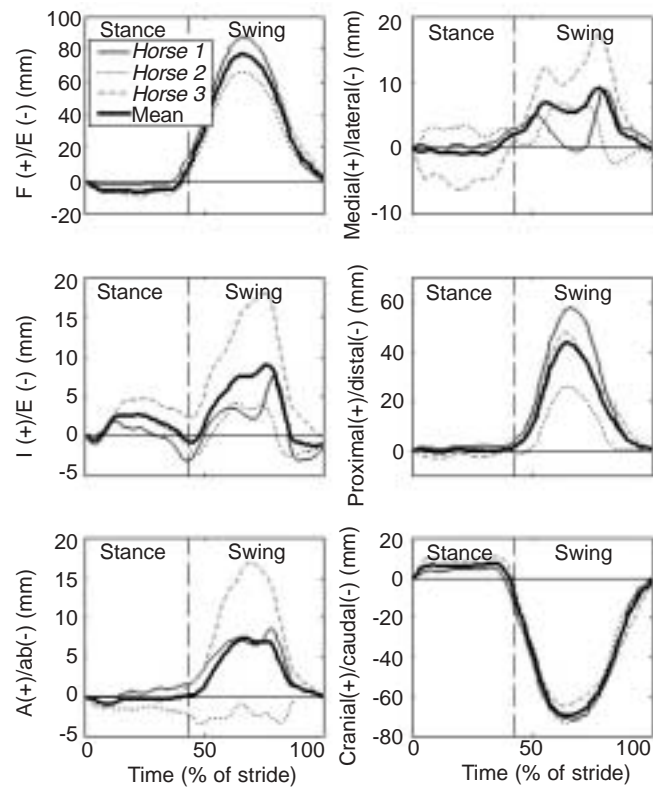 F (+)/E (-) (mm)
100
80
60
40
20
0
-20
Stance
Swing
Horse 1
Horse 2
Horse 3
Mean
Medial(+)/lateral(-) (mm)
20
10
0
-10
Stance
Swing
I (+)/E (-) (mm)
20
15
10
5
0
-5
Stance
Swing
Proximal(+)/distal(-) (mm)
60
40
20
0
Stance
Swing
A(+)/ab(-) (mm)
20
15
10
5
0
-5
Stance
Swing
0
50
100
Time (% of stride)
Cranial(+)/caudal(-) (mm)
20
0
-20
-40
-60
-80
Stance
Swing
0
50
100
Time (% of stride)